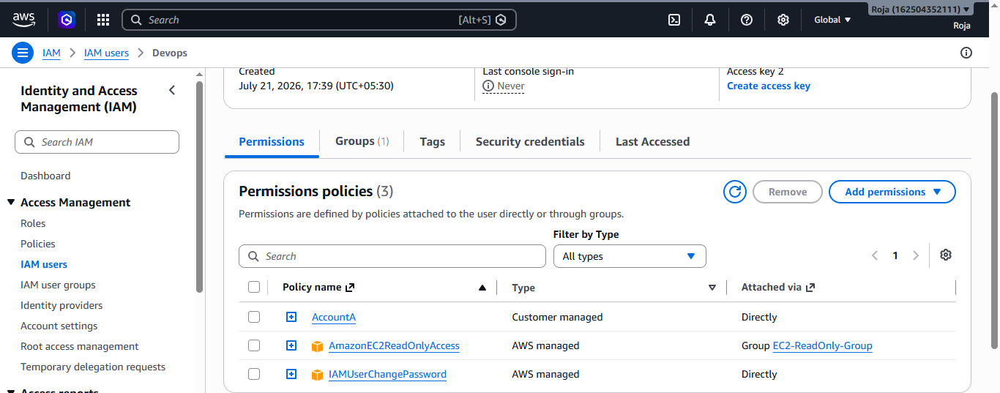 aws
Search [Alt+S]
Global
Roja (162504352111)
Roja
IAM IAM users Devops
Identity and Access
Management (IAM)
Search IAM
Dashboard
Access Management
Roles
Policies
IAM users
IAM user groups
Identity providers
Account settings
Root access management
Temporary delegation requests
Access reports
Created
July 21, 2026, 17:39 (UTC+05:30)
Last console sign-in
Never
Access key 2
Create access key
Permissions Groups (1) Tags Security credentials Last Accessed
Permissions policies (3)
Remove
Add permissions
Permissions are defined by policies attached to the user directly or through groups.
Filter by Type
Search
All types
1
Policy name Type Attached via
AccountA Customer managed Directly
AmazonEC2ReadOnlyAccess AWS managed Group EC2-ReadOnly-Group
IAMUserChangePassword AWS managed Directly